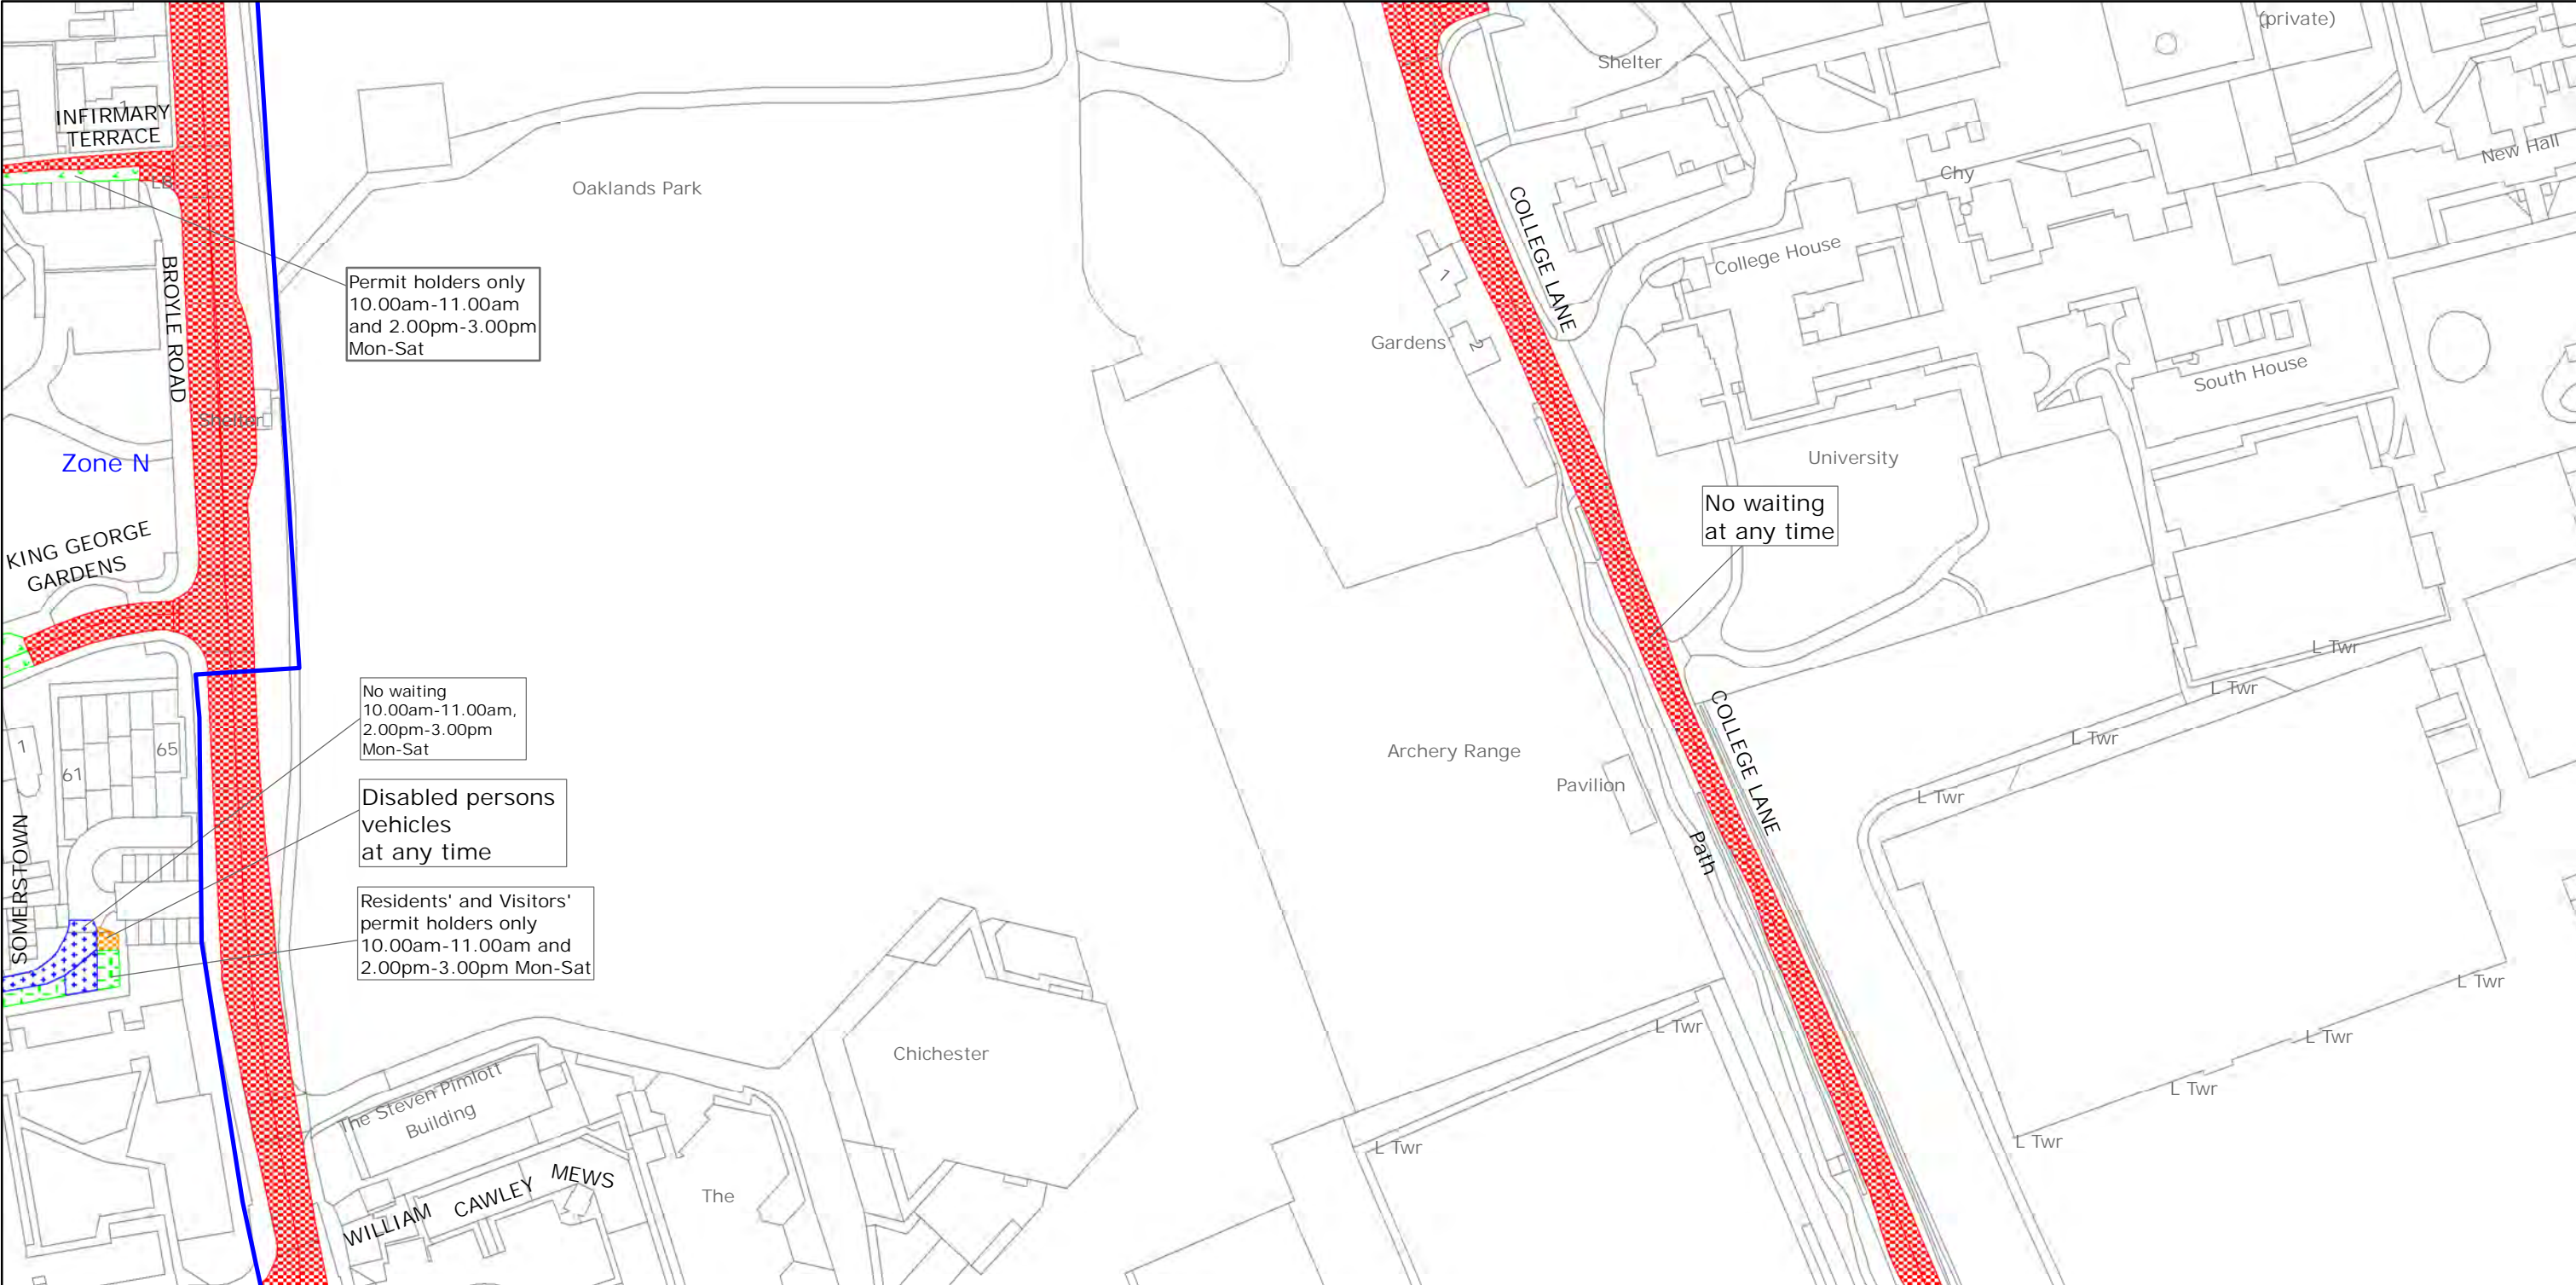 (private)
Shelter
INFIRMARY
TERRACE
1
LB
New Hall
Chy
Oaklands Park
COLLEGE LANE
College House
BROYLE ROAD
Permit holders only
10.00am-11.00am
and 2.00pm-3.00pm
Mon-Sat
1
2
Gardens
South House
Shelter
Zone N
University
No waiting
at any time
KING GEORGE
GARDENS
L Twr
L Twr
No waiting
10.00am-11.00am,
2.00pm-3.00pm
Mon-Sat
65
61
1
L Twr
Archery Range
COLLEGE LANE
Pavilion
L Twr
Disabled persons
vehicles
at any time
SOMERSTOWN
Path
Residents' and Visitors'
permit holders only
10.00am-11.00am and
2.00pm-3.00pm Mon-Sat
L Twr
L Twr
L Twr
Chichester
The Steven Pimlott
Building
L Twr
L Twr
L Twr
WILLIAM CAWLEY MEWS
The